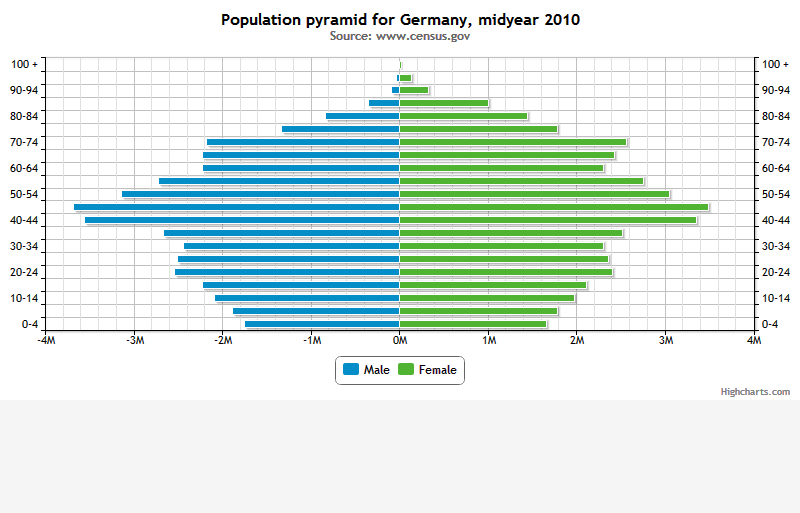 Population pyramid for Germany, midyear 2010
Source: www.census.gov
100 + 100 +
90-94 90-94
80-84 80-84
70-74 70-74
60-64 60-64
50-54 50-54
40-44 40-44
30-34 30-34
20-24 20-24
10-14 10-14
0-4 0-4
-4M -3M -2M -1M 0M 1M 2M 3M 4M
Male Female
Highcharts.com